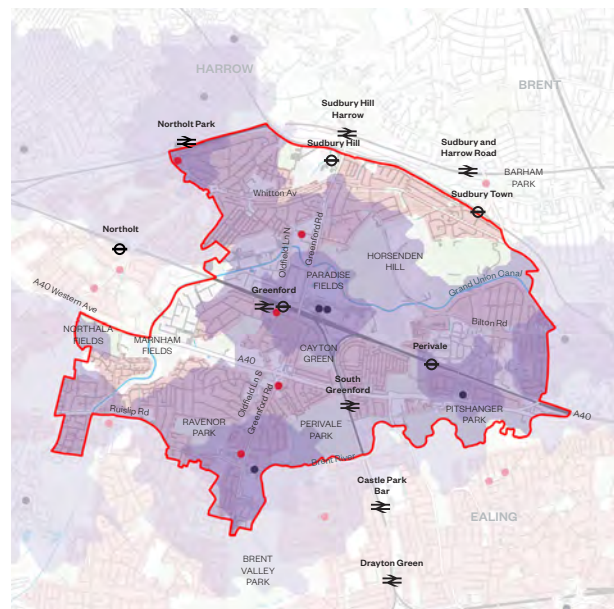 HARROW
BRENT
Sudbury Hill
Harrow
Northolt Park
Sudbury Hill
Sudbury and
Harrow Road
BARHAM
PARK
Whitton Av
Sudbury Town
Northolt
Oldfield Ln N
Greenford Rd
HORSENDEN
HILL
PARADISE
FIELDS
Grand Union Canal
A40 Western Ave
Greenford
Bilton Rd
NORTHALA
FIELDS
MARNHAM
FIELDS
CAYTON
GREEN
A40
Perivale
Oldfield Ln S
Greenford Rd
South
Greenford
Ruislip Rd
RAVENOR
PARK
PERIVALE
PARK
PITSHANGER
PARK
A40
Brent River
Castle Park
Bar
EALING
BRENT
VALLEY
PARK
Drayton Green